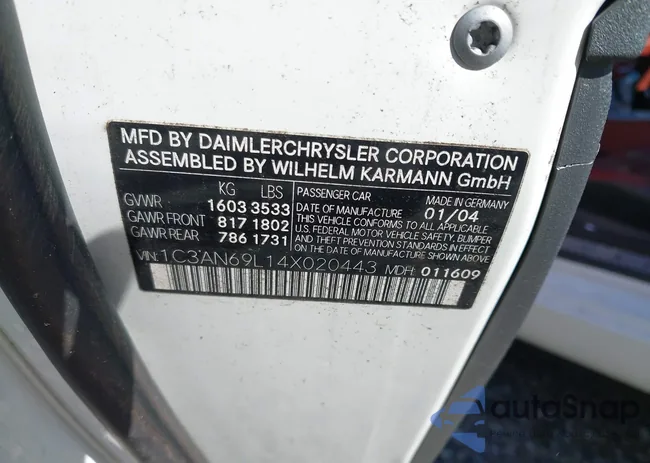 MFD BY DAIMLERCHRYSLER CORPORATION
ASSEMBLED BY WILHELM KARMANN GmbH
KG LBS
GVWR 1603 3533
GAWR FRONT 817 1802
GAWR REAR 786 1731
PASSENGER CAR MADE IN GERMANY
DATE OF MANUFACTURE 01/04
THIS VEHICLE CONFORMS TO ALL APPLICABLE
U.S. FEDERAL MOTOR VEHICLE SAFETY, BUMPER
AND THEFT PREVENTION STANDARDS IN EFFECT
ON THE DATE OF MANUFACTURE SHOWN ABOVE
VIN: 1C3AN69L14X020443 MDH: 011609
autoSnap